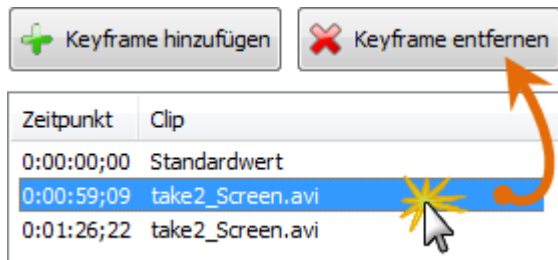 Keyframe hinzufügen Keyframe entfernen
Zeitpunkt Clip
0:00:00;00 Standardwert
0:00:59;09 take2_Screen.avi
0:01:26;22 take2_Screen.avi